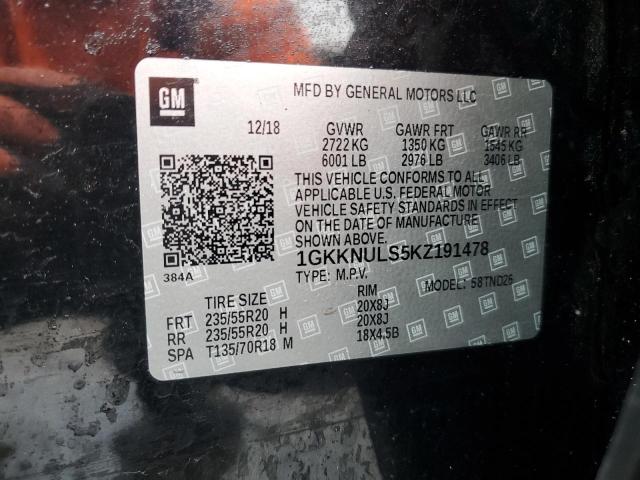 GM
MFD BY GENERAL MOTORS LLC
12/18 GVWR GAWR FRT GAWR RR
2722 KG 1350 KG 1545 KG
6001 LB 2976 LB 3406 LB
THIS VEHICLE CONFORMS TO ALL
APPLICABLE U.S. FEDERAL MOTOR
VEHICLE SAFETY STANDARDS IN EFFECT
ON THE DATE OF MANUFACTURE
SHOWN ABOVE.
384A 1GKKNULS5KZ191478
TYPE: M.P.V. MODEL: 58TND26
TIRE SIZE RIM
FRT 235/55R20 H 20X8J
RR 235/55R20 H 20X8J
SPA T135/70R18 M 18X4.5B